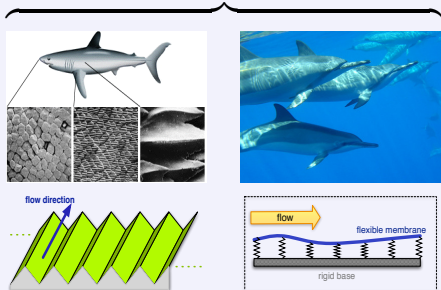 flow direction
flow
flexible membrane
rigid base